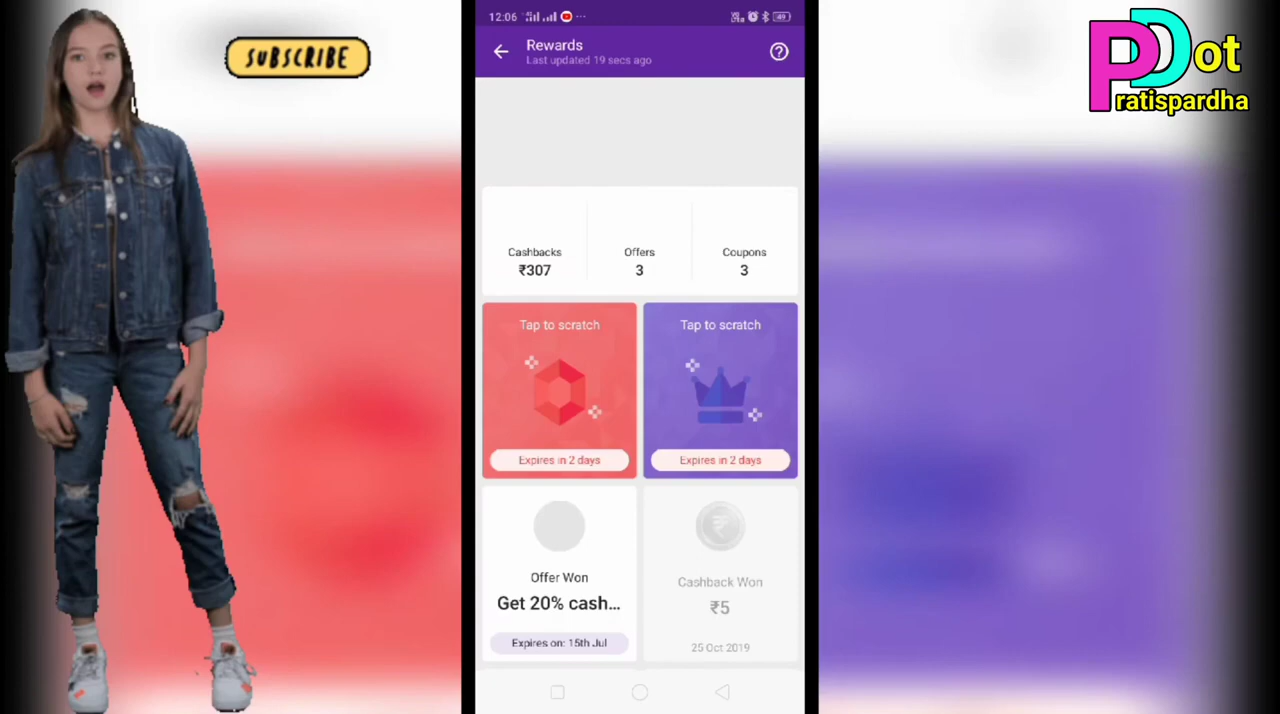 SUBSCRIBE
12:06
Rewards
Last updated 19 secs ago
PDot
Pratispardha
Cashbacks
₹307
Offers
3
Coupons
3
Tap to scratch
Expires in 2 days
Tap to scratch
Expires in 2 days
Offer Won
Get 20% cash...
Expires on: 15th Jul
Cashback Won
₹5
25 Oct 2019